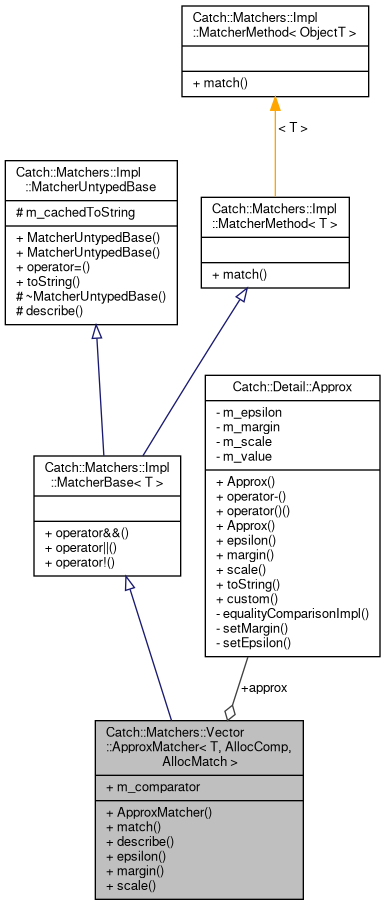 Catch::Matchers::Impl
::MatcherMethod< ObjectT >
+ match()
< T >
Catch::Matchers::Impl
::MatcherUntypedBase
# m_cachedToString
+ MatcherUntypedBase()
+ MatcherUntypedBase()
+ operator=()
+ toString()
# ~MatcherUntypedBase()
# describe()
Catch::Matchers::Impl
::MatcherMethod< T >
+ match()
Catch::Detail::Approx
- m_epsilon
- m_margin
- m_scale
- m_value
+ Approx()
+ operator-()
+ operator()()
+ Approx()
+ epsilon()
+ margin()
+ scale()
+ toString()
+ custom()
- equalityComparisonImpl()
- setMargin()
- setEpsilon()
Catch::Matchers::Impl
::MatcherBase< T >
+ operator&&()
+ operator||()
+ operator!()
+approx
Catch::Matchers::Vector
::ApproxMatcher< T, AllocComp,
AllocMatch >
+ m_comparator
+ ApproxMatcher()
+ match()
+ describe()
+ epsilon()
+ margin()
+ scale()